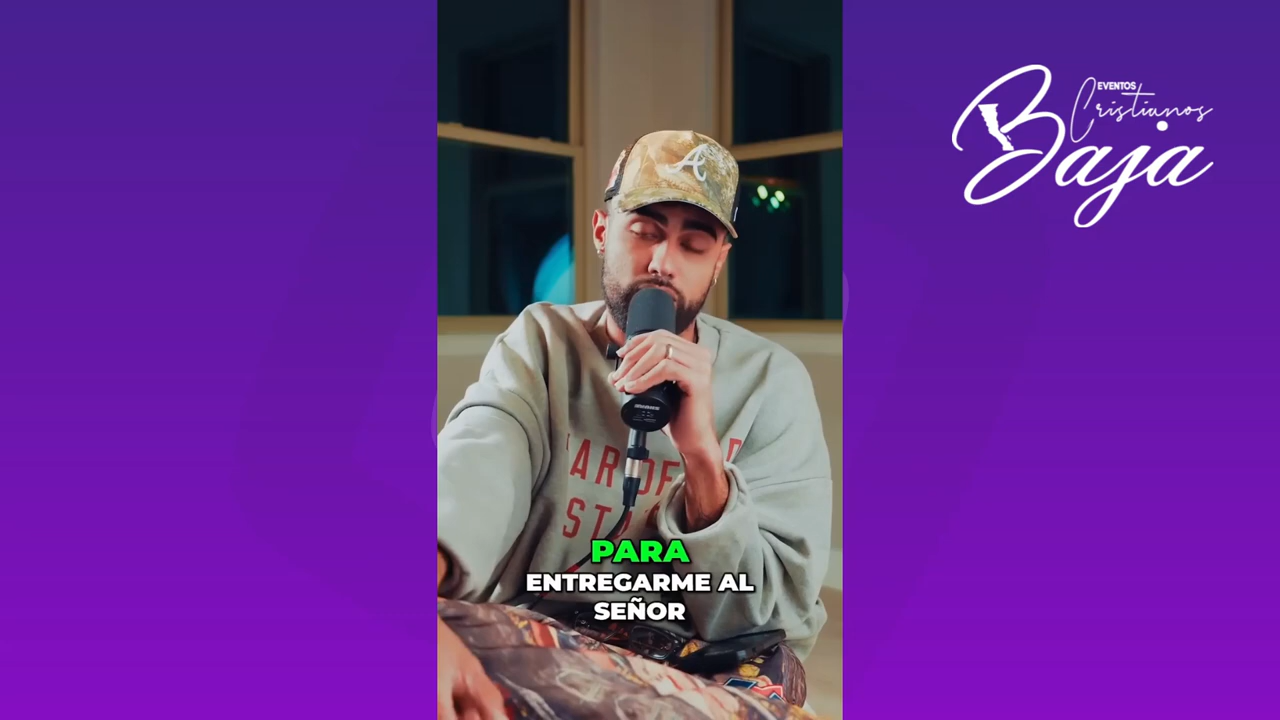 EVENTOS
Cristianos
Baja
A
PARA
ENTREGARME AL
SEÑOR